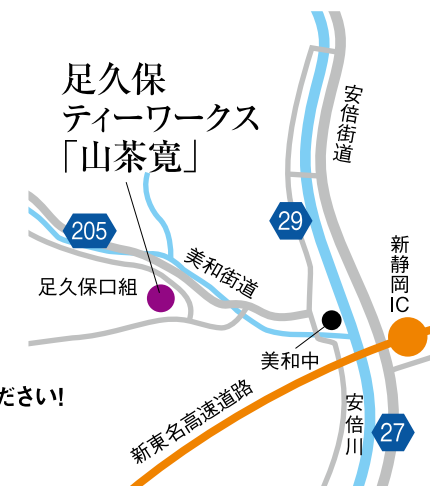 足久保
ティーワークス
「山茶寛」
安倍街道
205
29
美和街道
新静岡IC
足久保口組
美和中
ださい!
新東名高速道路
安倍川
27